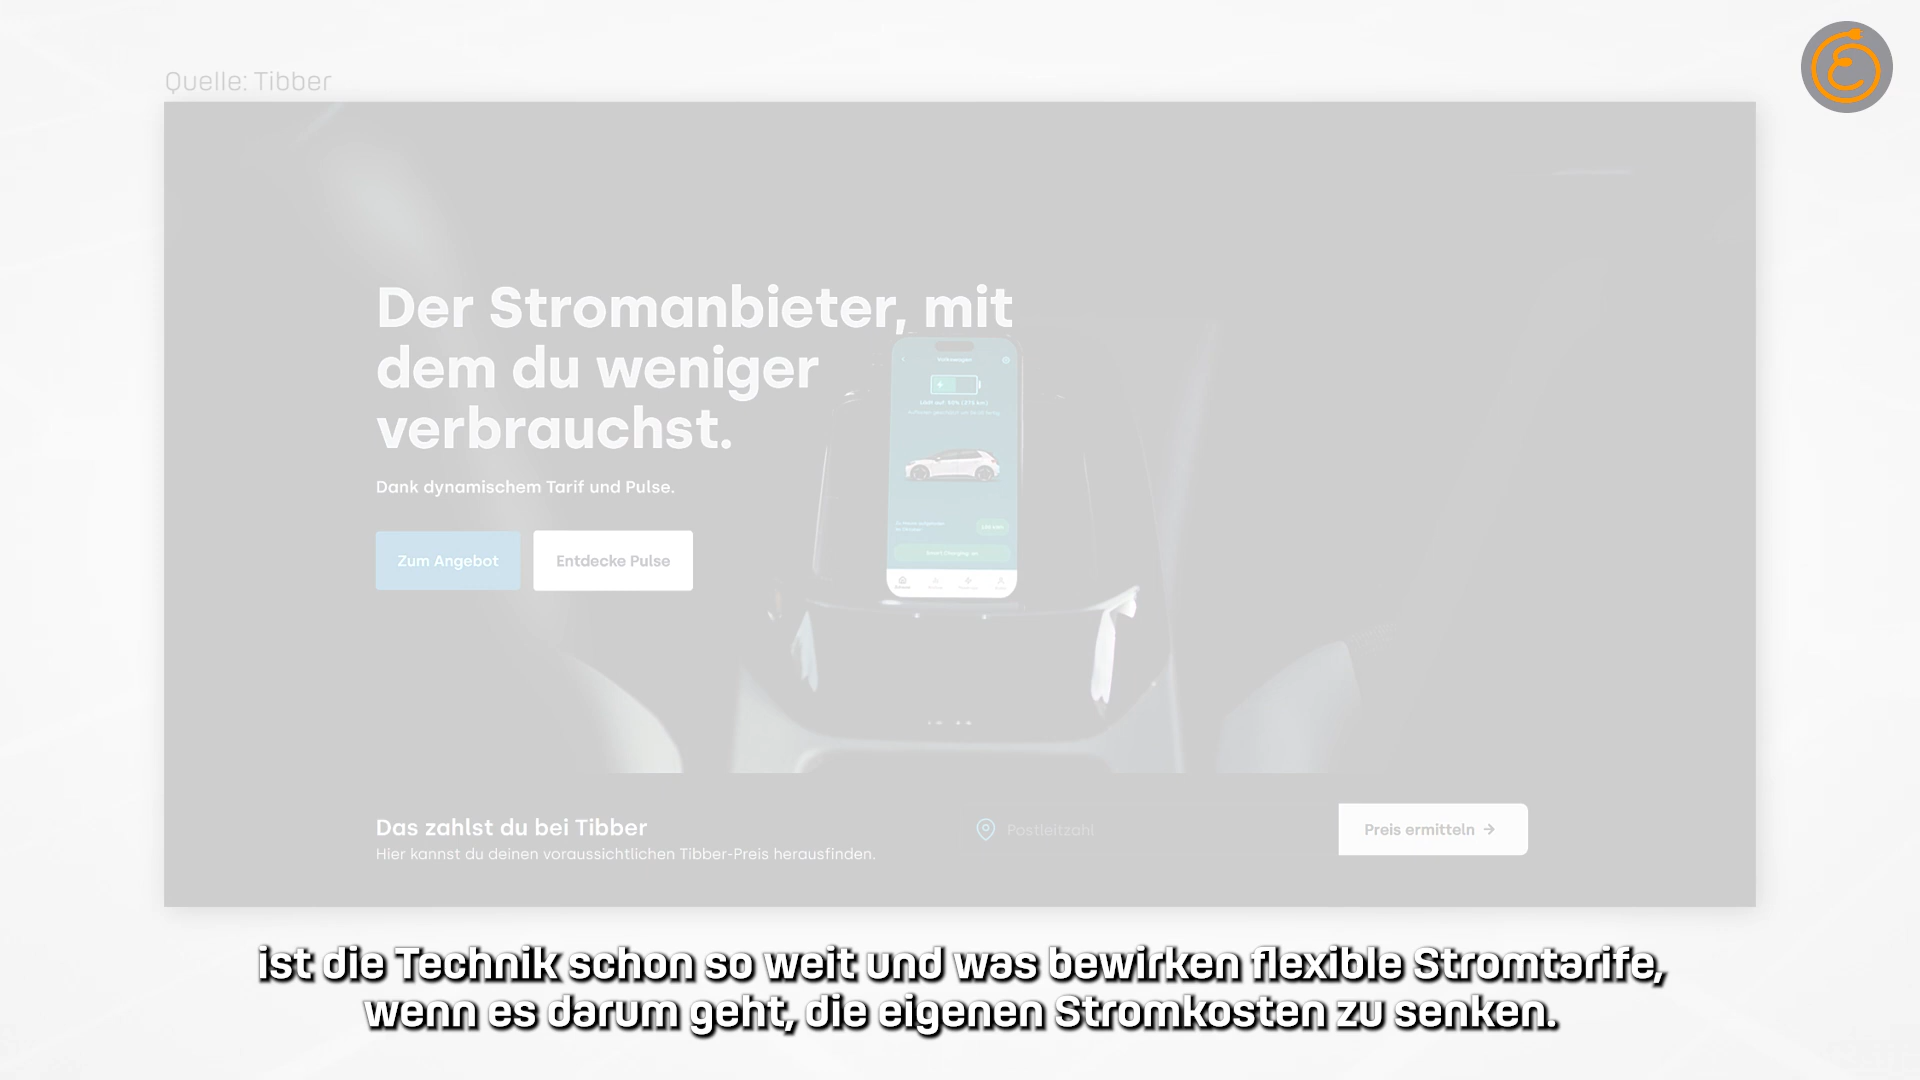 Quelle: Tibber
Der Stromanbieter, mit
dem du weniger
verbrauchst.
Dank dynamischem Tarif und Pulse.
Zum Angebot
Entdecke Pulse
Volkswagen
Das zahlst du bei Tibber
Hier kannst du deinen voraussichtlichen Tibber-Preis herausfinden.
Postleitzahl
Preis ermitteln →
ist die Technik schon so weit und was bewirken flexible Stromtarife,
wenn es darum geht, die eigenen Stromkosten zu senken.